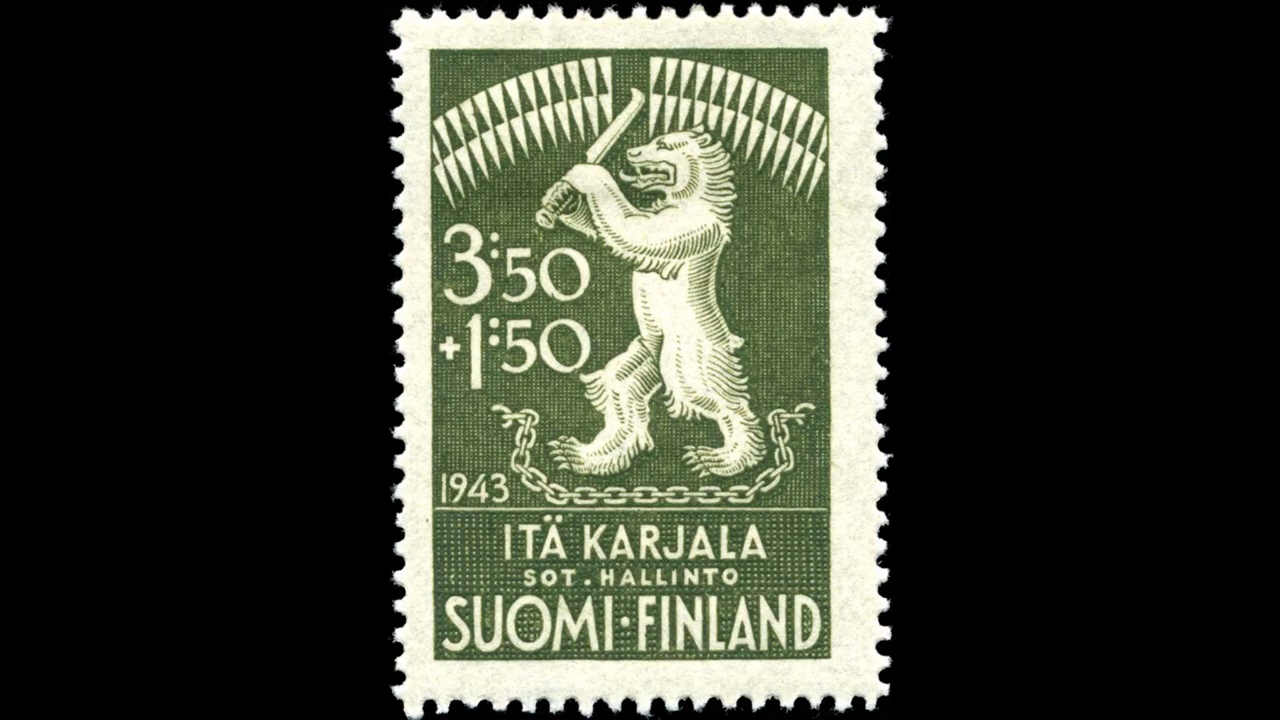 3:50
+1:50
1943
ITÄ KARJALA
SOT. HALLINTO
SUOMI·FINLAND